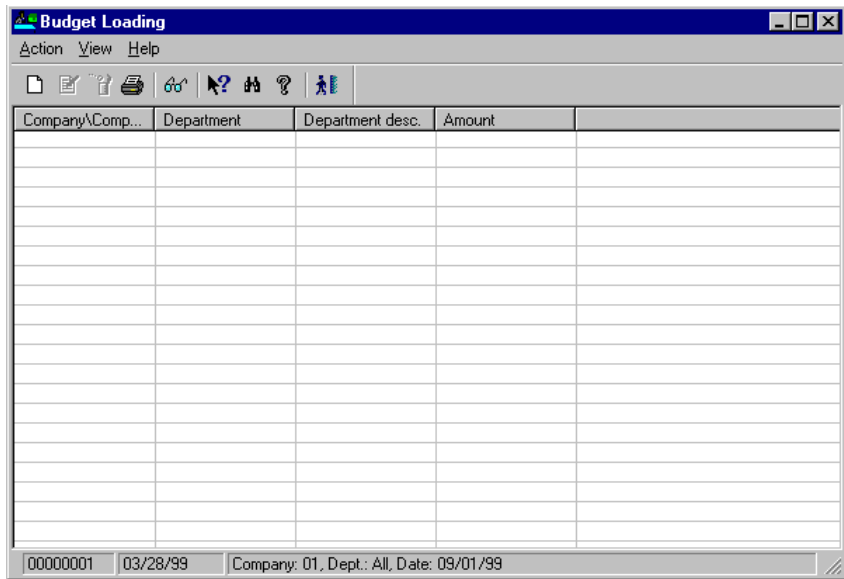 Budget Loading
Action View Help
Company\Comp... Department Department desc. Amount
00000001 03/28/99 Company: 01, Dept.: All, Date: 09/01/99